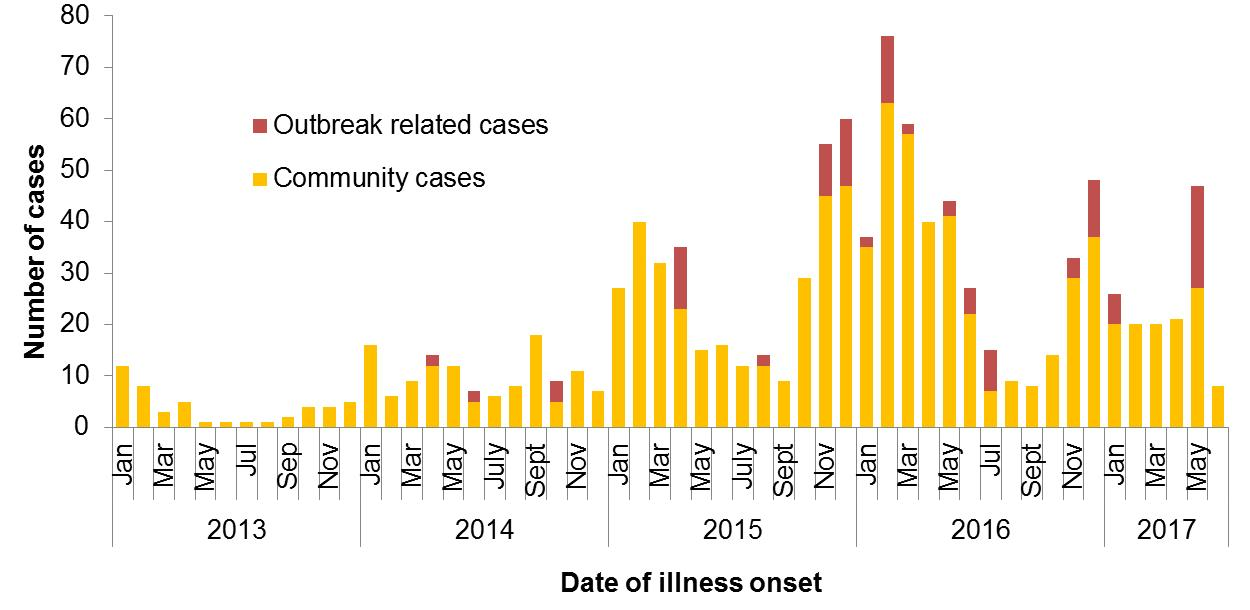 80
70
60
50
40
30
20
10
0
Number of cases
Outbreak related cases
Community cases
Jan Mar May Jul Sep Nov Jan Mar May July Sept Nov Jan Mar May July Sept Nov Jan Mar May Jul Sept Nov Jan Mar May
2013 2014 2015 2016 2017
Date of illness onset